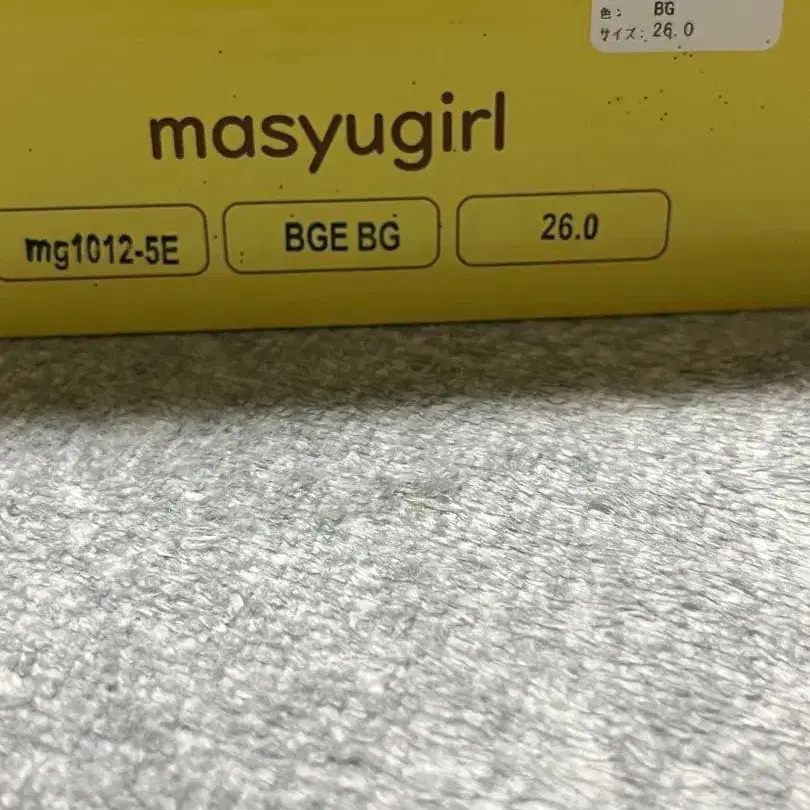 色: BG
サイズ: 26.0
masyugirl
mg1012-5E BGE BG 26.0